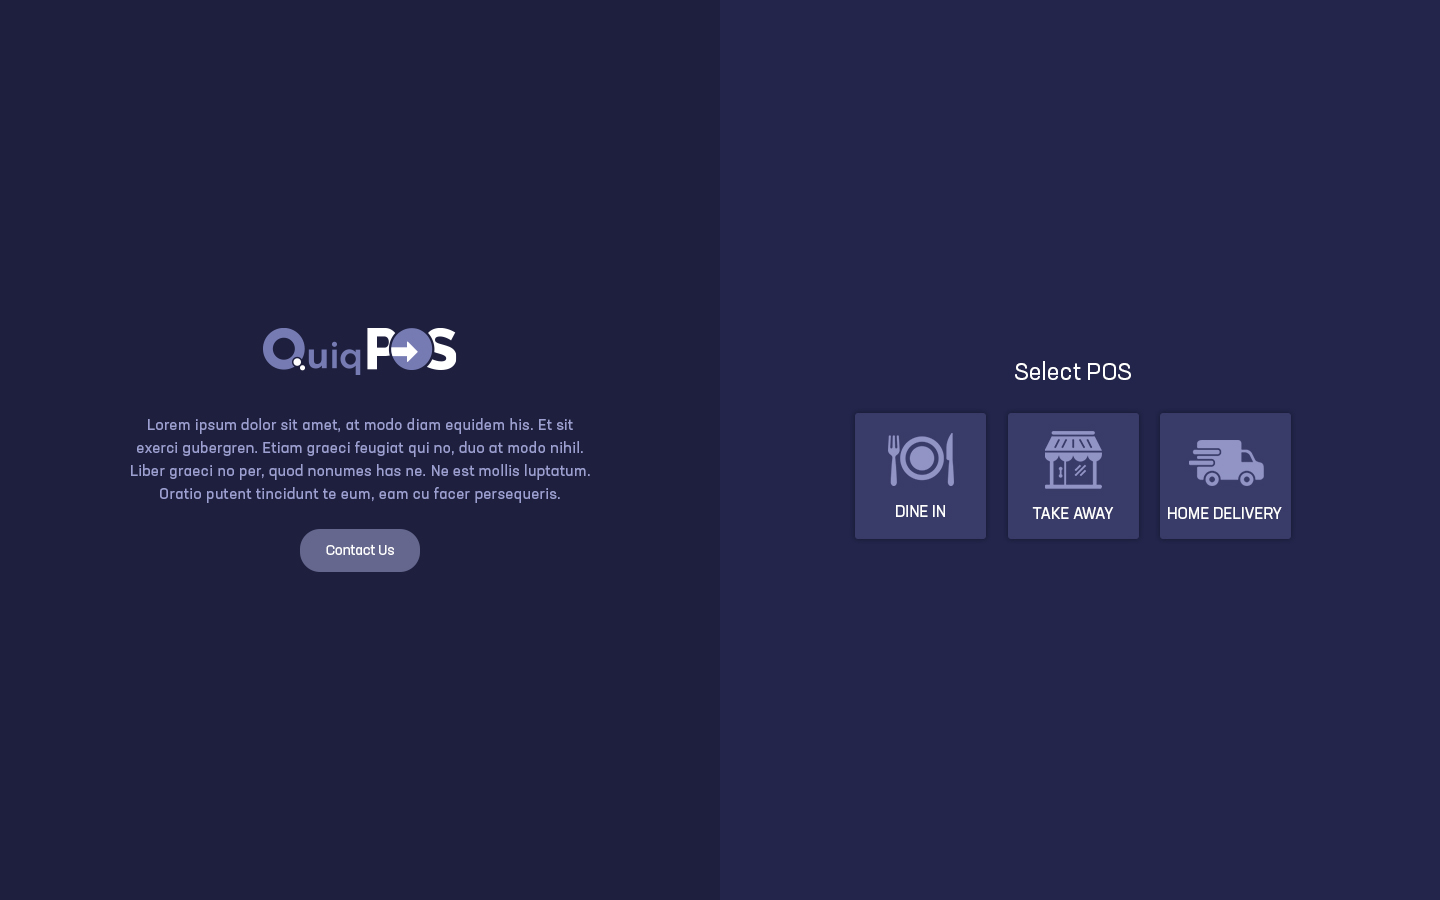 QuiqPOS
Lorem ipsum dolor sit amet, at modo diam equidem his. Et sit
exerci gubergren. Etiam graeci feugiat qui no, duo at modo nihil.
Liber graeci no per, quod nonumes has ne. Ne est mollis luptatum.
Oratio putent tincidunt te eum, eam cu facer persequeris.
Contact Us
Select POS
DINE IN
TAKE AWAY
HOME DELIVERY